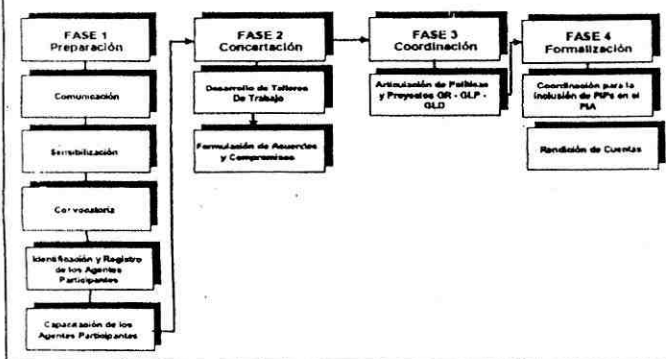 FASE 1
Preparación
Comunicación
Sensibilización
Convocatoria
Identificación y Registro
de los Agentes
Participantes
Capacitación de los
Agentes Participantes
FASE 2
Concertación
Desarrollo de Talleres
De Trabajo
Formulación de Acuerdos
y Compromisos
FASE 3
Coordinación
Articulación de Políticas
y Proyectos GR - GLP -
GLD
FASE 4
Formalización
Coordinación para la
inclusión de PIPs en el
PIA
Rendición de Cuentas